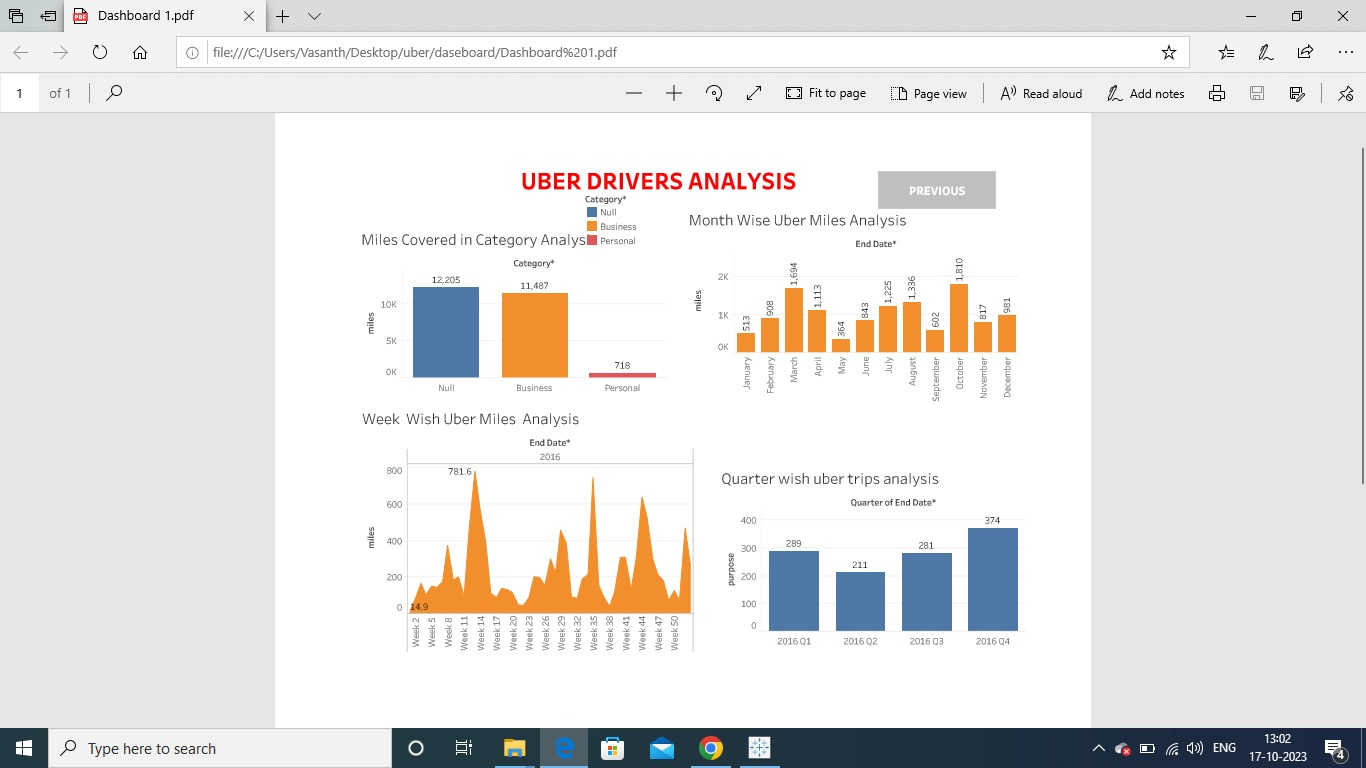 Dashboard 1.pdf
file:///C:/Users/Vasanth/Desktop/uber/daseboard/Dashboard%201.pdf
1 of 1
Fit to page
Page view
Read aloud
Add notes
UBER DRIVERS ANALYSIS
PREVIOUS
Category*
Null
Business
Personal
Miles Covered in Category Analys
Category*
miles
10K
5K
0K
12,205
11,487
718
Null
Business
Personal
Month Wise Uber Miles Analysis
End Date*
miles
2K
1K
0K
513
908
1,694
1,113
364
843
1,225
1,336
602
1,810
817
981
January
February
March
April
May
June
July
August
September
October
November
December
Week Wish Uber Miles Analysis
End Date*
2016
miles
800
600
400
200
0
781.6
14.9
Week 2
Week 5
Week 8
Week 11
Week 14
Week 17
Week 20
Week 23
Week 26
Week 29
Week 32
Week 35
Week 38
Week 41
Week 44
Week 47
Week 50
Quarter wish uber trips analysis
Quarter of End Date*
purpose
400
300
200
100
0
289
211
281
374
2016 Q1
2016 Q2
2016 Q3
2016 Q4
Type here to search
ENG
13:02
17-10-2023
4